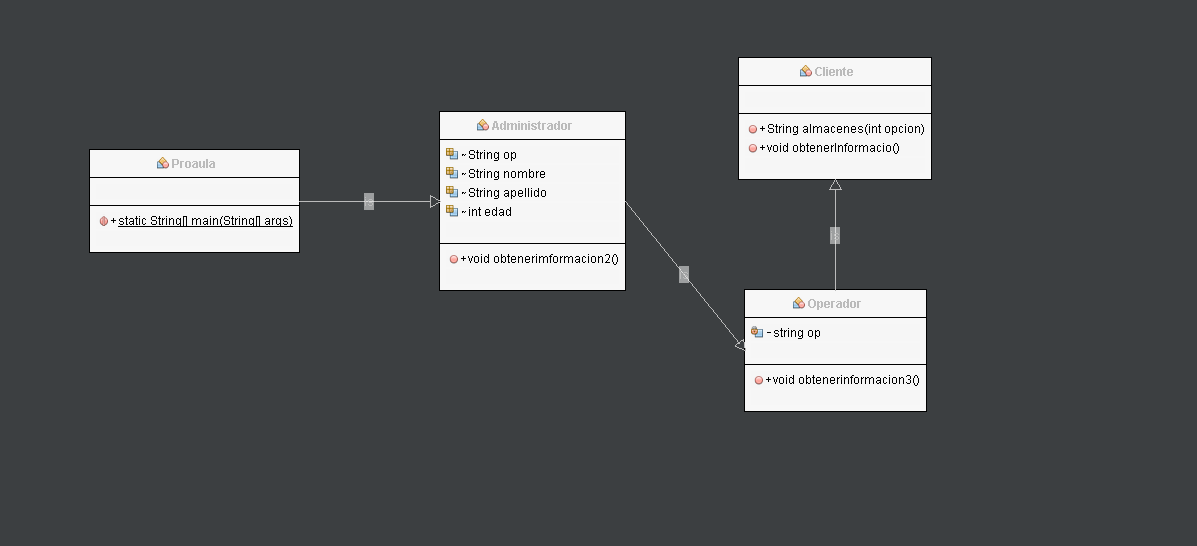 Proaula
+ static String[] main(String[] args)
Administrador
~ String op
~ String nombre
~ String apellido
~ int edad
+void obtenerimformacion2()
Cliente
+String almacenes(int opcion)
+void obtenerInformacio()
Operador
- string op
+void obtenerinformacion3()